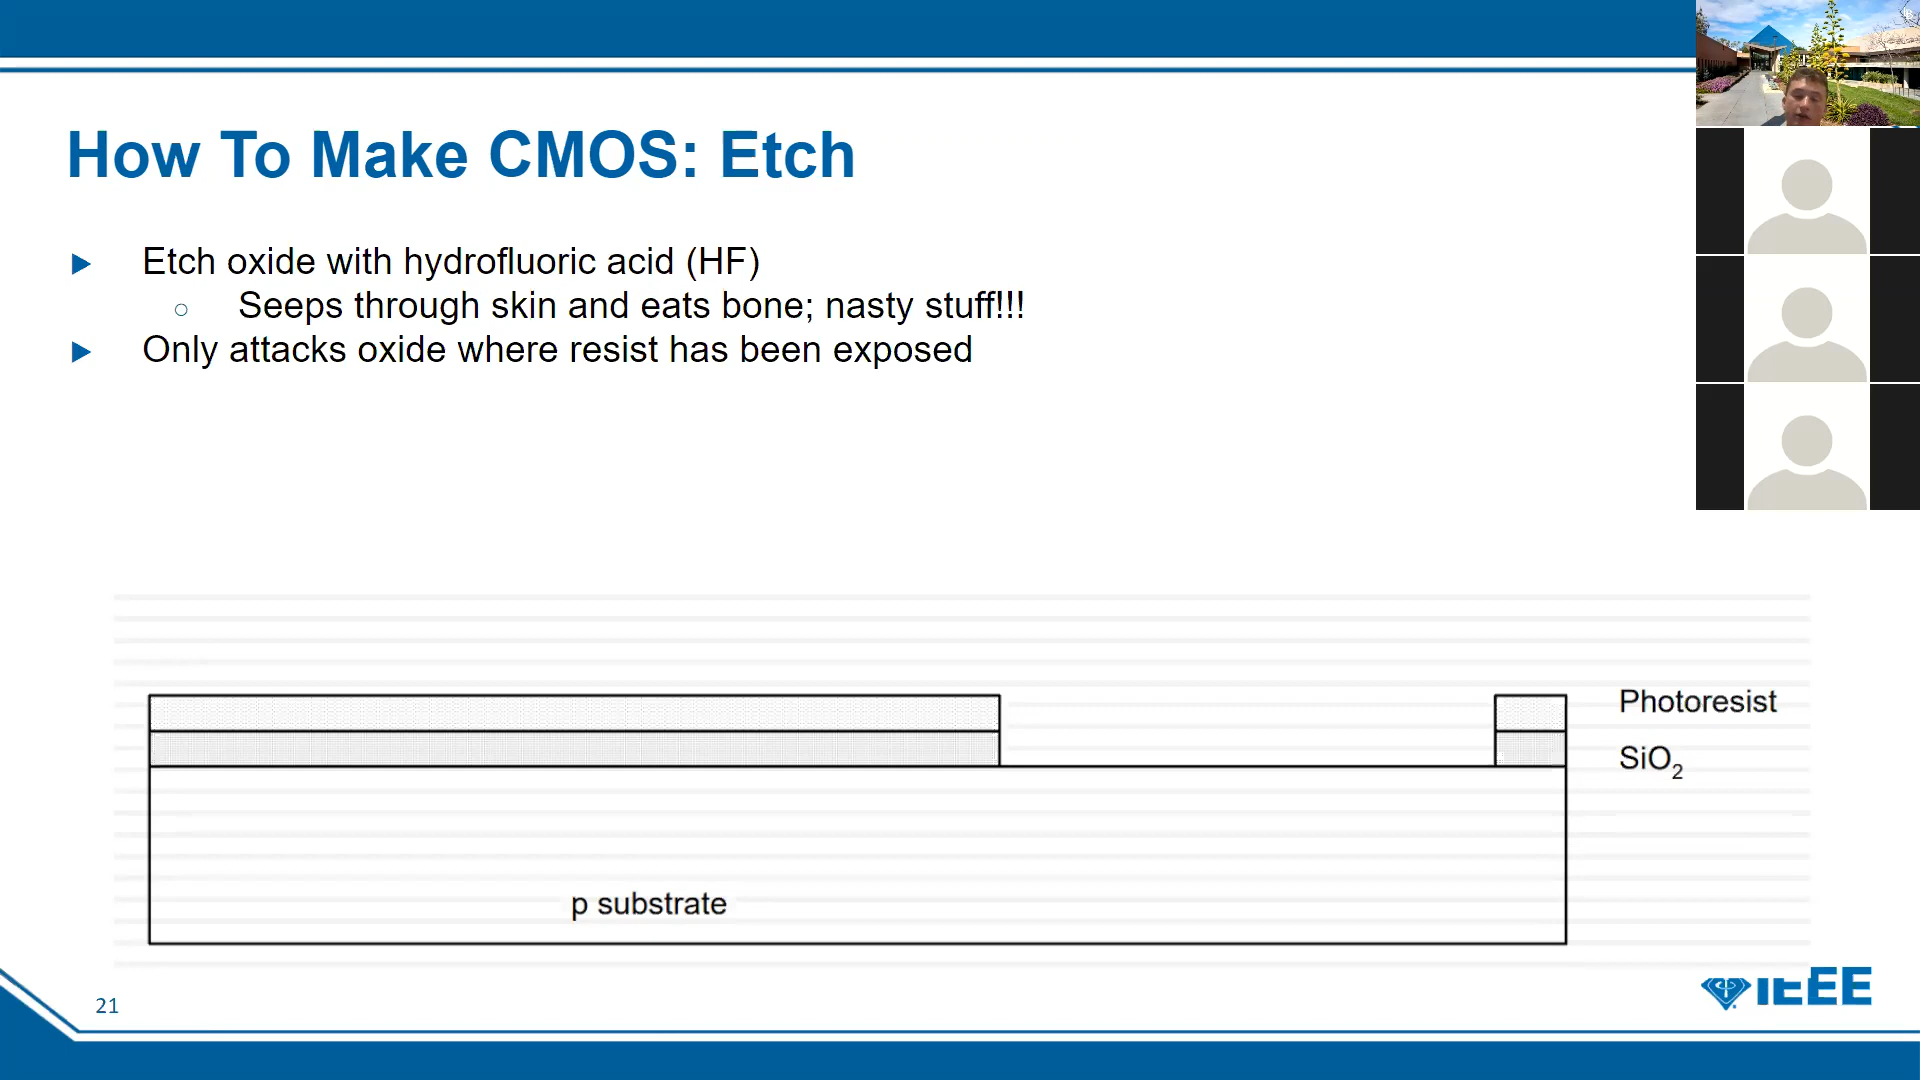 How To Make CMOS: Etch
Etch oxide with hydrofluoric acid (HF)
Seeps through skin and eats bone; nasty stuff!!!
Only attacks oxide where resist has been exposed
Photoresist
SiO2
p substrate
21
IEEE